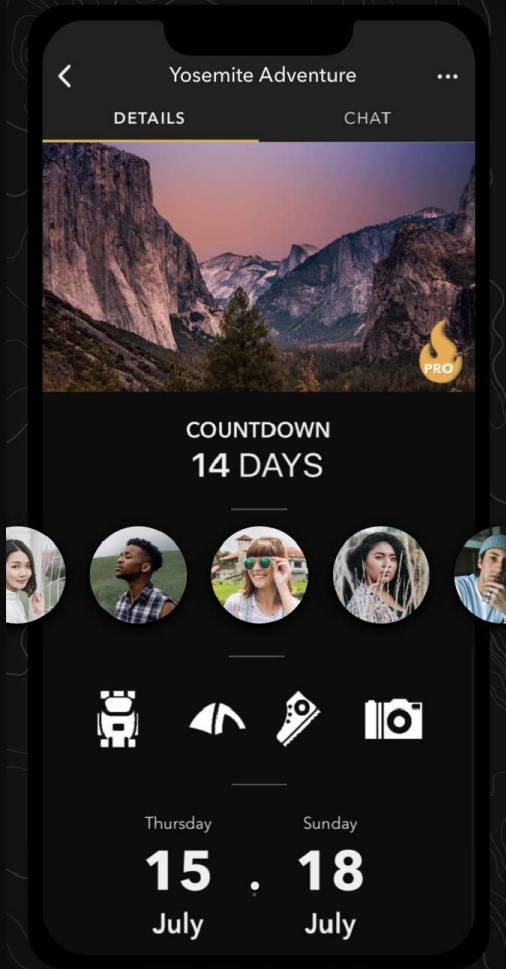 Yosemite Adventure
DETAILS CHAT
PRO
COUNTDOWN
14 DAYS
Thursday Sunday
15 . 18
July July